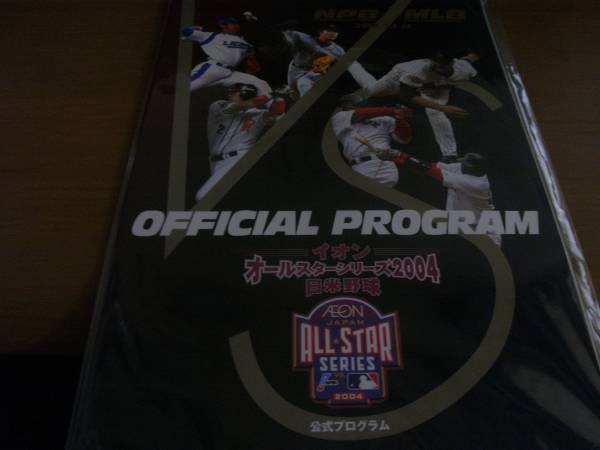 NPB MLB
OFFICIAL PROGRAM
イオン
オールスターシリーズ2004
日米野球
AEON
JAPAN
ALL★STAR
SERIES
VS.
2004
公式プログラム